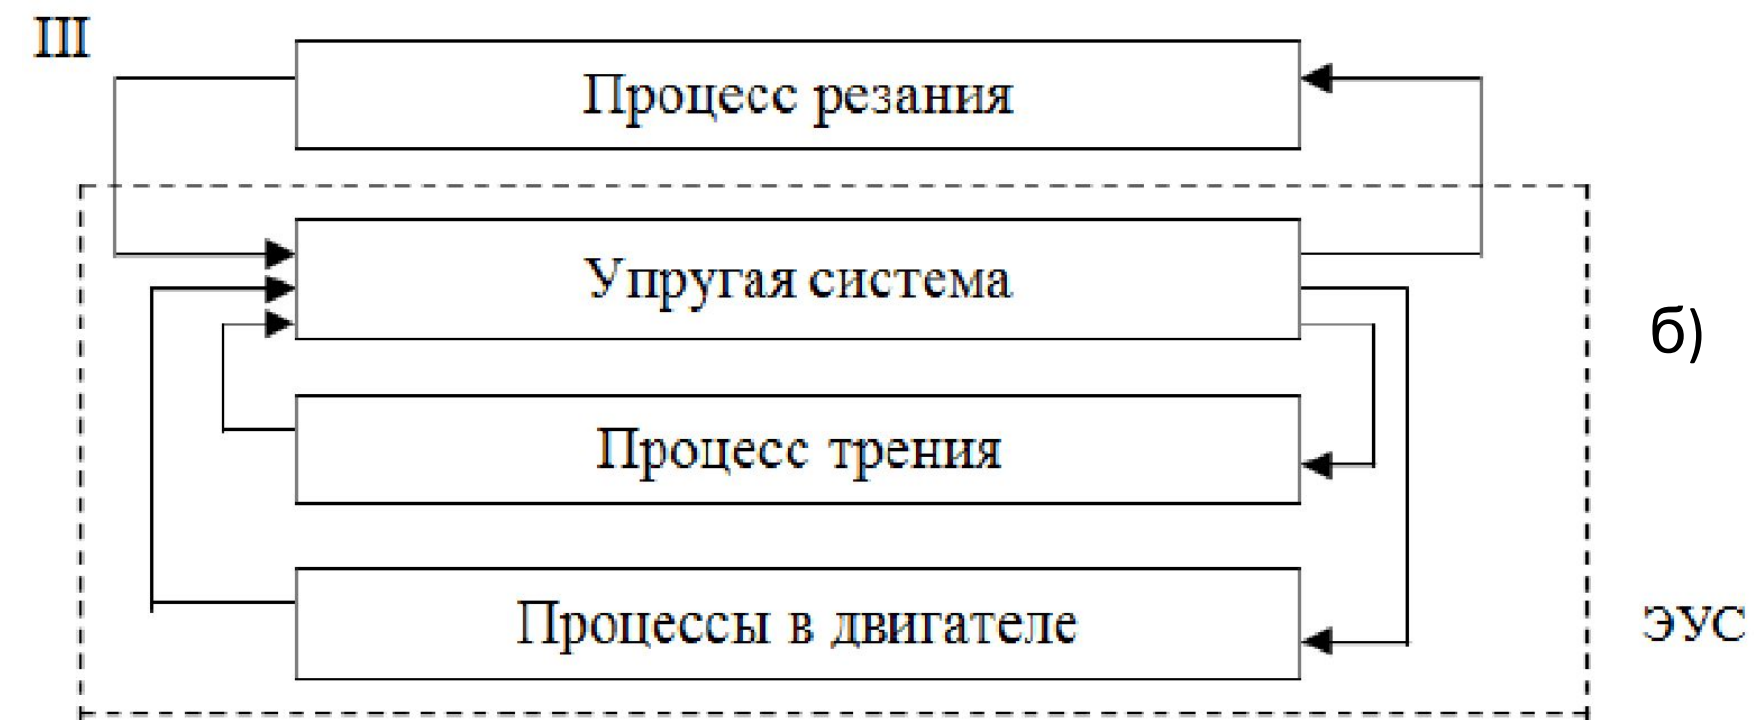 III
Процесс резания
Упругая система
б)
Процесс трения
Процессы в двигателе
ЭУС